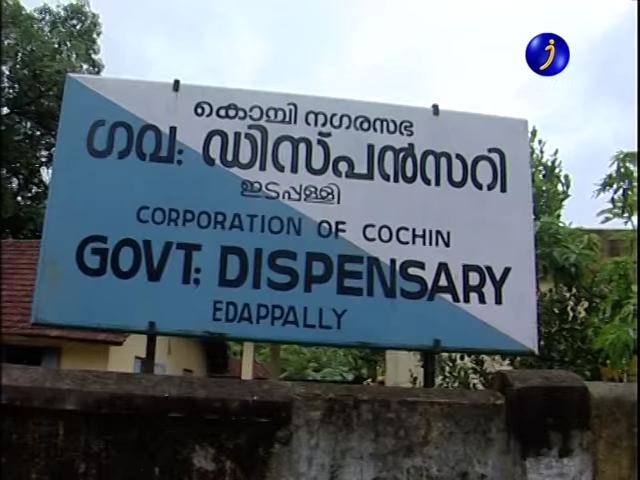 കൊച്ചി നഗരസഭ
ഗവ: ഡിസ്പൻസറി
ഇടപ്പള്ളി
CORPORATION OF COCHIN
GOVT; DISPENSARY
EDAPPALLY